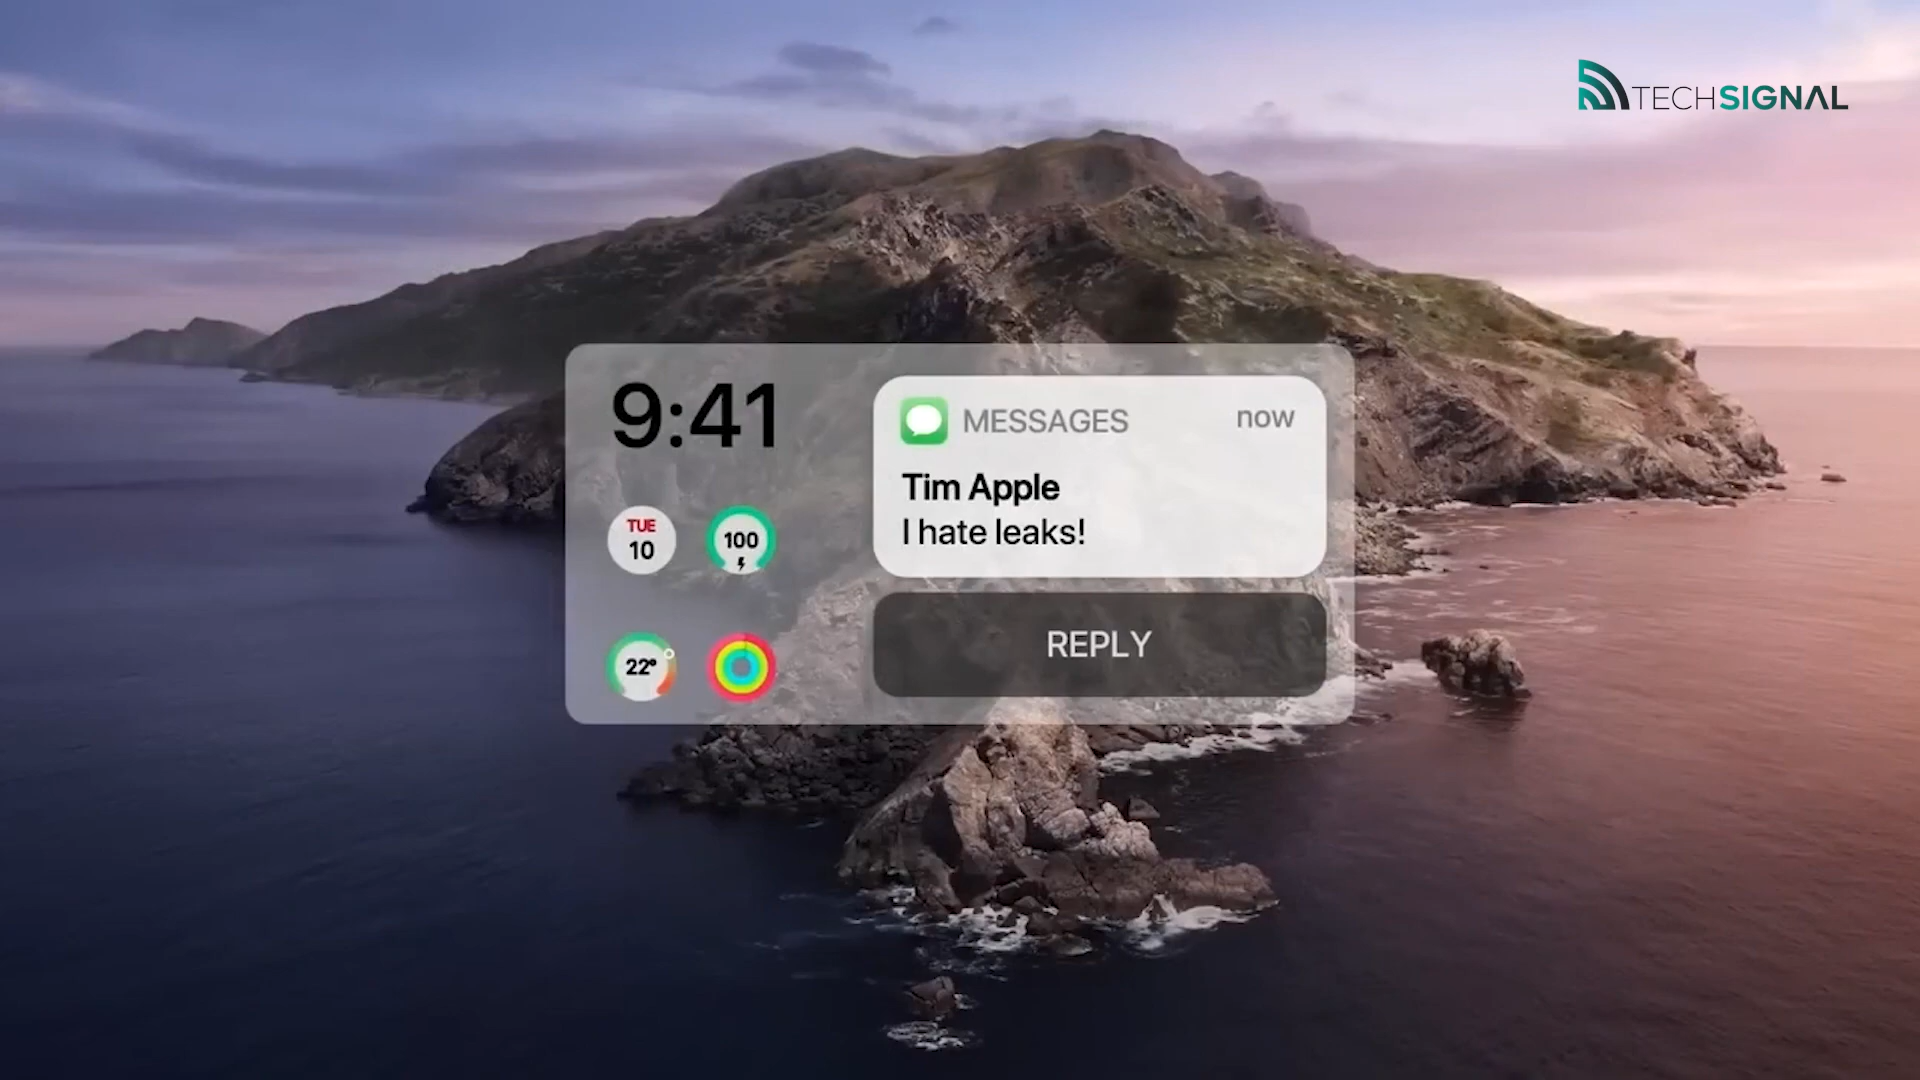 TECHSIGNAL
9:41
MESSAGES now
Tim Apple
I hate leaks!
TUE
10
100
REPLY
22°